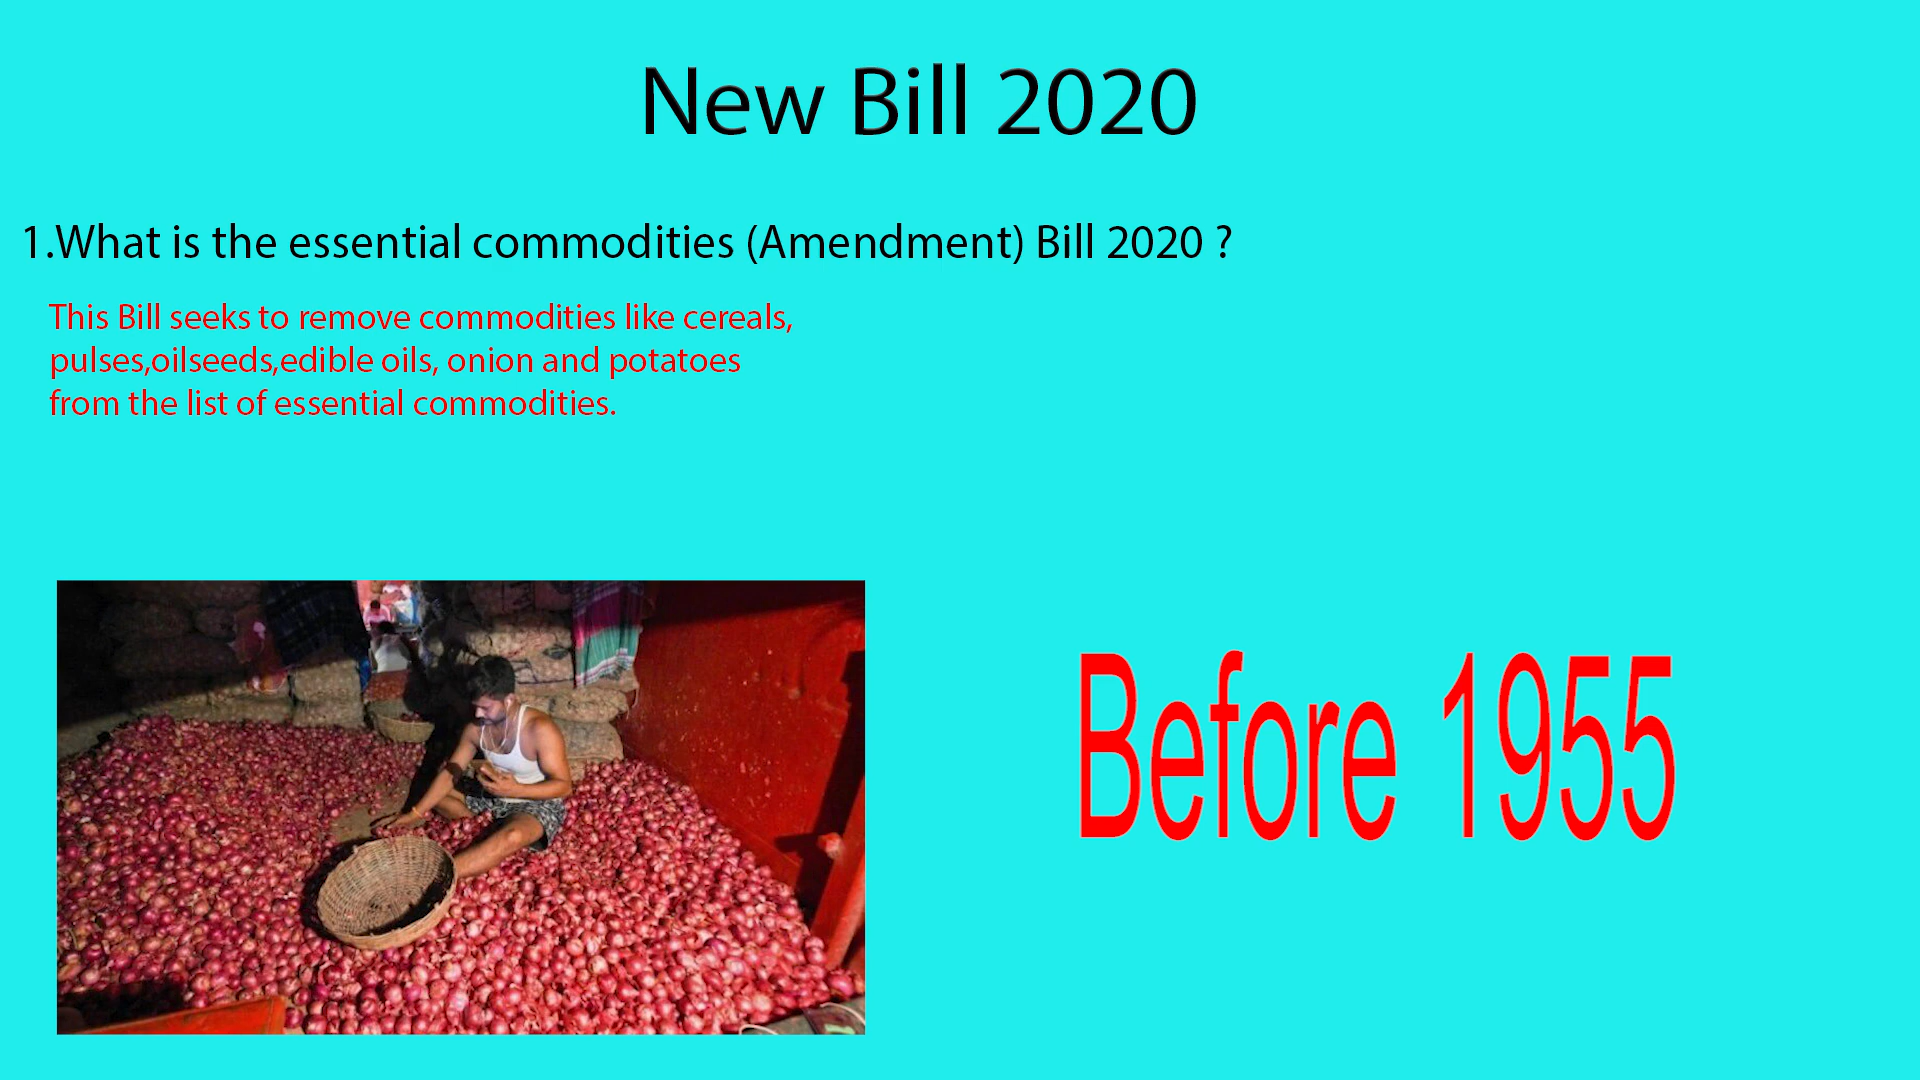 New Bill 2020
1.What is the essential commodities (Amendment) Bill 2020 ?
This Bill seeks to remove commodities like cereals,
pulses,oilseeds,edible oils, onion and potatoes
from the list of essential commodities.
Before 1955